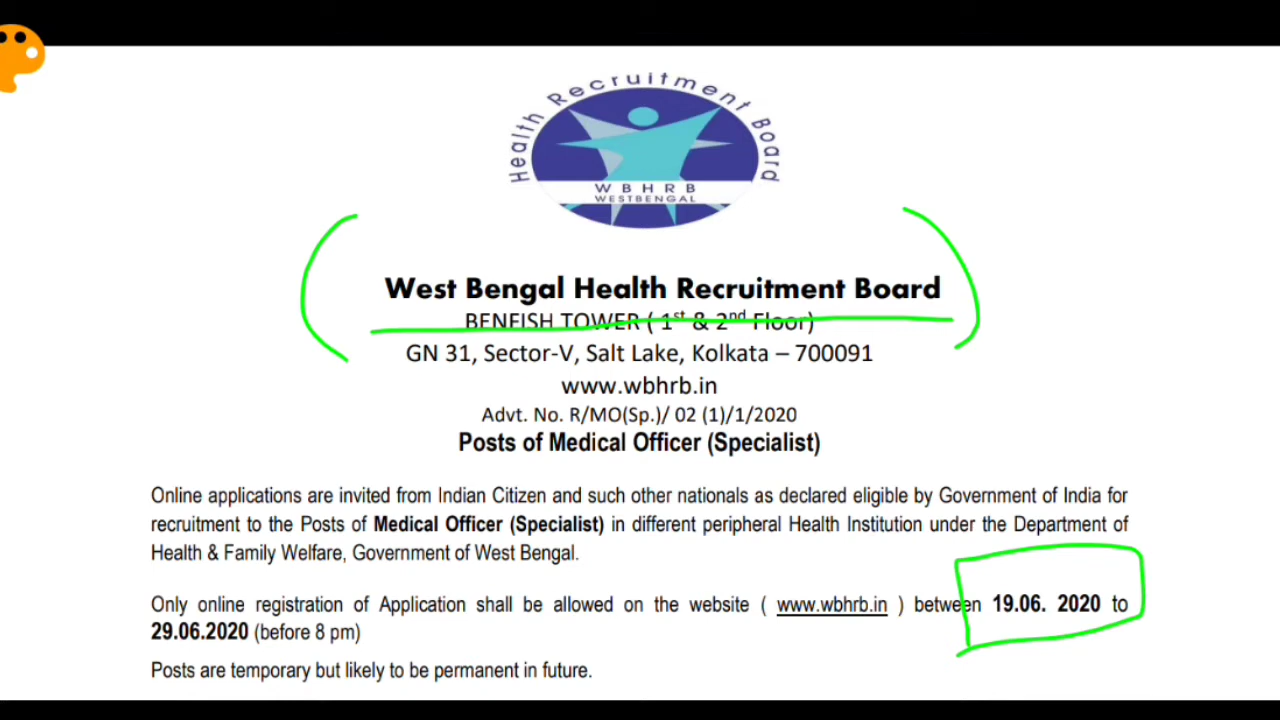 Health Recruitment Board
W B H R B
WESTBENGAL
West Bengal Health Recruitment Board
BENFISH TOWER ( 1st & 2nd Floor)
GN 31, Sector-V, Salt Lake, Kolkata – 700091
www.wbhrb.in
Advt. No. R/MO(Sp.)/ 02 (1)/1/2020
Posts of Medical Officer (Specialist)
Online applications are invited from Indian Citizen and such other nationals as declared eligible by Government of India for
recruitment to the Posts of Medical Officer (Specialist) in different peripheral Health Institution under the Department of
Health & Family Welfare, Government of West Bengal.
Only online registration of Application shall be allowed on the website ( www.wbhrb.in ) between 19.06. 2020 to
29.06.2020 (before 8 pm)
Posts are temporary but likely to be permanent in future.